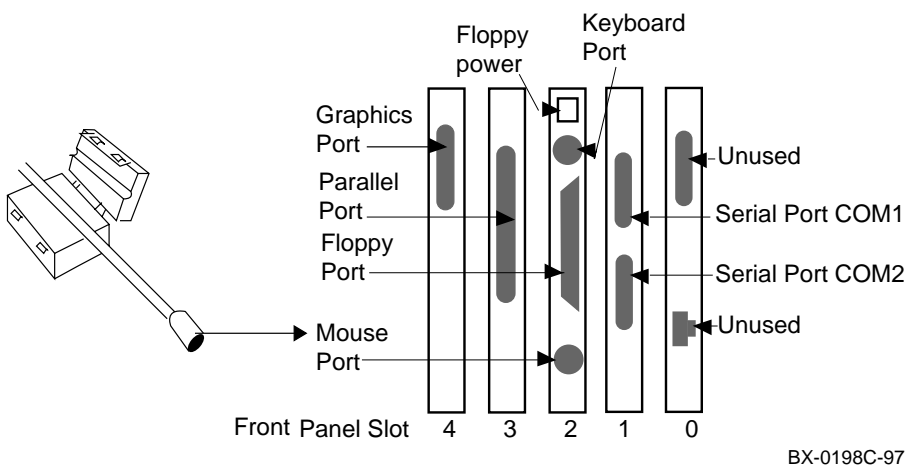 Keyboard
Port
Floppy
power
Graphics
Port
Unused
Parallel
Port
Serial Port COM1
Floppy
Port
Serial Port COM2
Mouse
Port
Unused
Front Panel Slot 4 3 2 1 0
BX-0198C-97